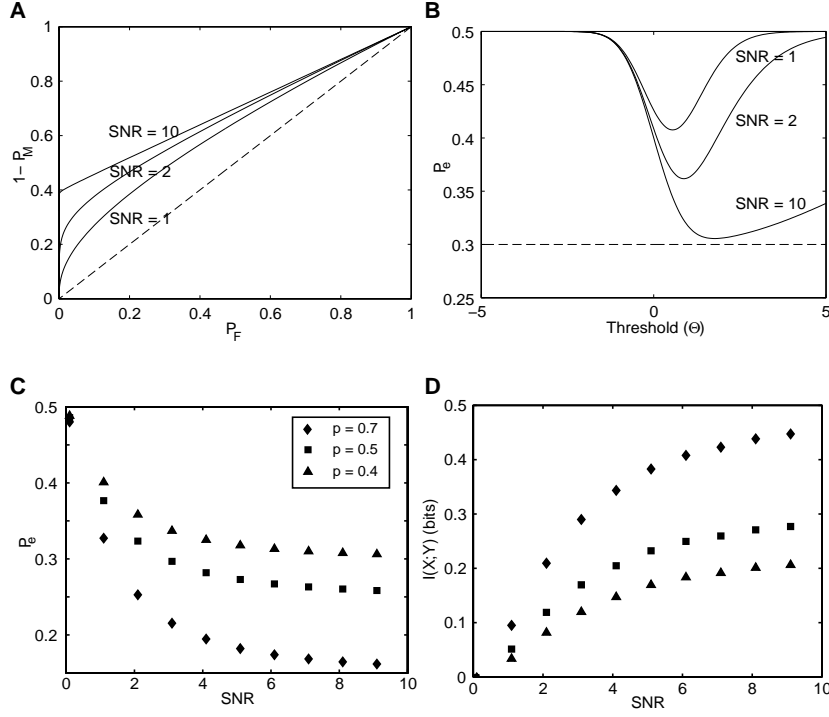 A
1
0.8
0.6
0.4
0.2
0
0
0.2
0.4
0.6
0.8
1
1− P_M
P_F
SNR = 10
SNR = 2
SNR = 1
B
0.5
0.45
0.4
0.35
0.3
0.25
−5
0
5
P_e
Threshold (Θ)
SNR = 1
SNR = 2
SNR = 10
C
0.5
0.4
0.3
0.2
0
2
4
6
8
10
P_e
SNR
p = 0.7
p = 0.5
p = 0.4
D
0.5
0.4
0.3
0.2
0.1
0
0
2
4
6
8
10
I(X;Y) (bits)
SNR